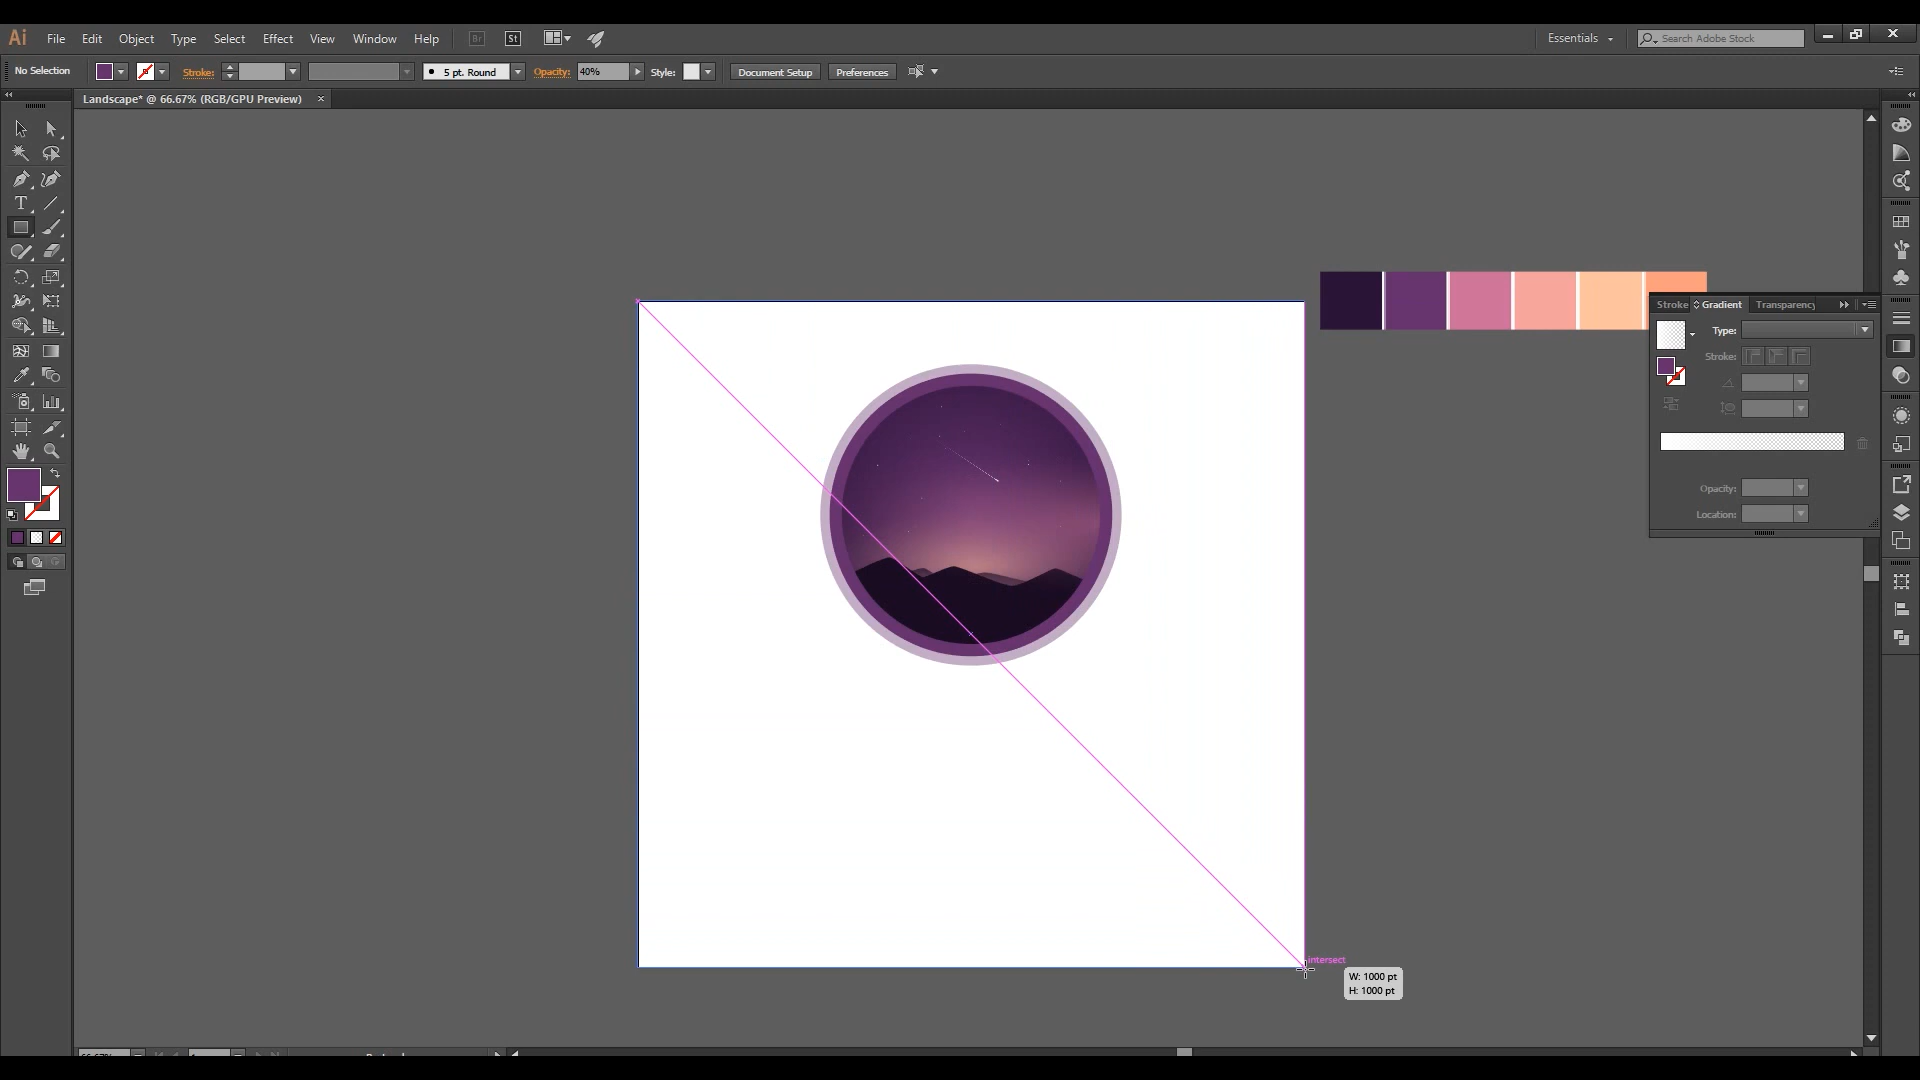 Ai File Edit Object Type Select Effect View Window Help Br St Essentials Search Adobe Stock
No Selection Stroke: 5 pt. Round Opacity: 40% Style: Document Setup Preferences
Landscape* @ 66.67% (RGB/GPU Preview) ×
Stroke Gradient Transparency
Type:
Stroke:
Opacity:
Location:
intersect
W: 1000 pt
H: 1000 pt